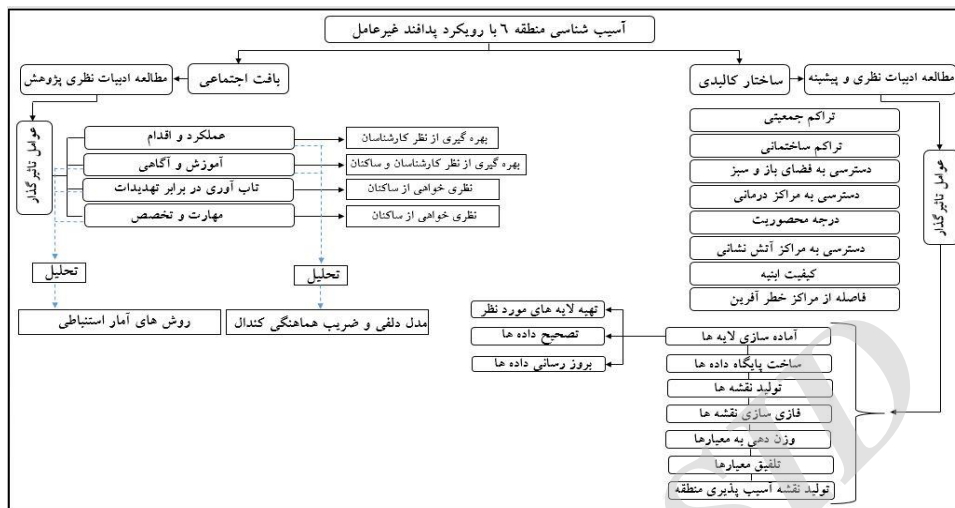 آسیب شناسی منطقه ۶ با رویکرد پدافند غیرعامل
ساختار کالبدی
مطالعه ادبیات نظری و پیشینه
عوامل تاثیرگذار
تراکم جمعیتی
تراکم ساختمانی
دسترسی به فضای باز و سبز
دسترسی به مراکز درمانی
درجه محصوریت
دسترسی به مراکز آتش نشانی
کیفیت ابنیه
فاصله از مراکز خطر آفرین
آماده سازی لایه ها
تهیه لایه های مورد نظر
تصحیح داده ها
بروز رسانی داده ها
ساخت پایگاه داده ها
تولید نقشه ها
فازی سازی نقشه ها
وزن دهی به معیارها
تلفیق معیارها
تولید نقشه آسیب پذیری منطقه
بافت اجتماعی
مطالعه ادبیات نظری پژوهش
عوامل تاثیرگذار
عملکرد و اقدام
بهره گیری از نظر کارشناسان
آموزش و آگاهی
بهره گیری از نظر کارشناسان و ساکنان
تاب آوری در برابر تهدیدات
نظری خواهی از ساکنان
مهارت و تخصص
نظری خواهی از ساکنان
تحلیل
تحلیل
مدل دلفی و ضریب هماهنگی کندال
روش های آمار استنباطی
SID